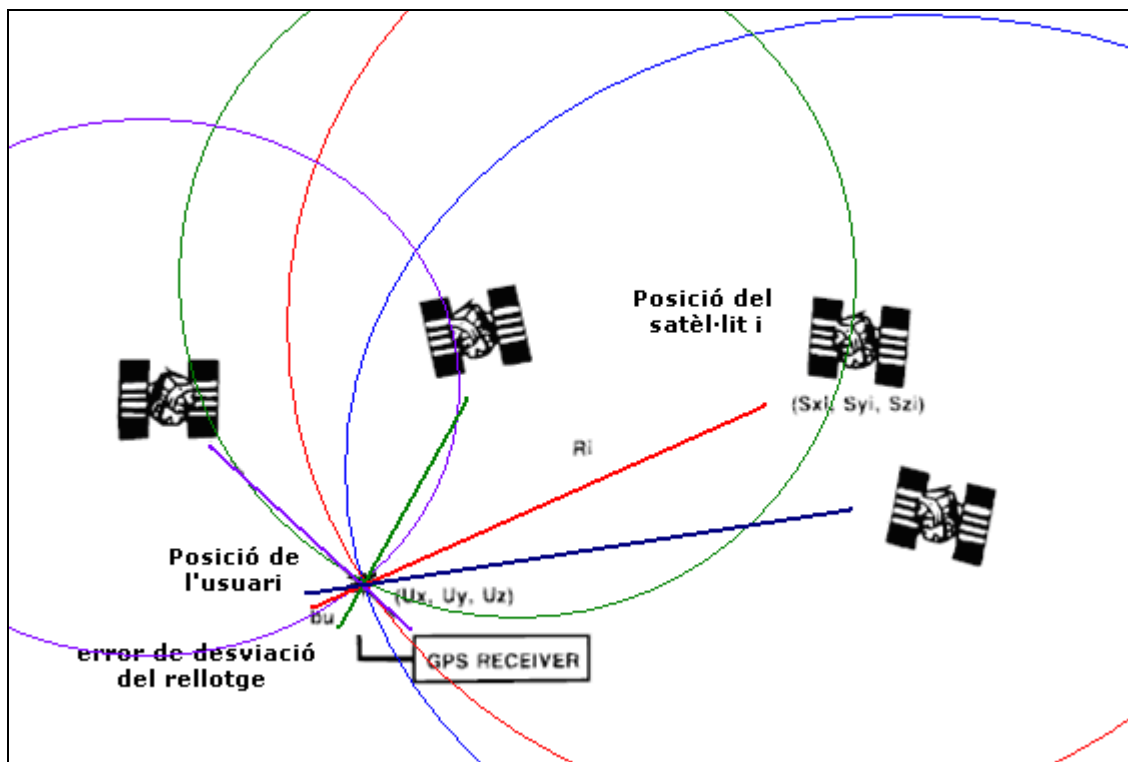 Posició del
satèl·lit i
(Sxi, Syi, Szi)
Ri
Posició de
l'usuari
(Ux, Uy, Uz)
bu
error de desviació
del rellotge
GPS RECEIVER